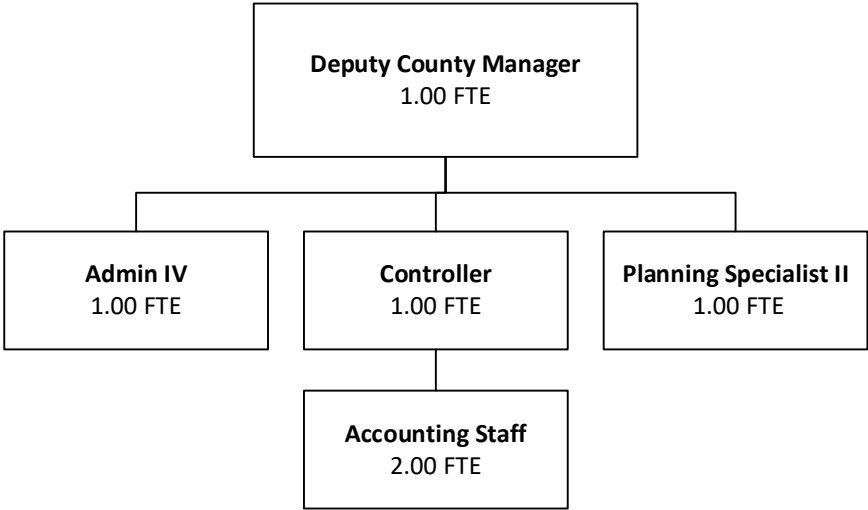 Deputy County Manager
1.00 FTE
Admin IV
1.00 FTE
Controller
1.00 FTE
Planning Specialist II
1.00 FTE
Accounting Staff
2.00 FTE